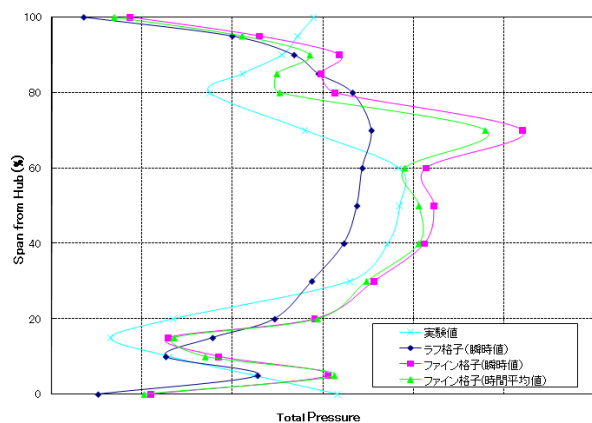 100
80
60
40
20
0
Span from Hub(%)
Total Pressure
実験値
ラフ格子(瞬時値)
ファイン格子(瞬時値)
ファイン格子(時間平均値)